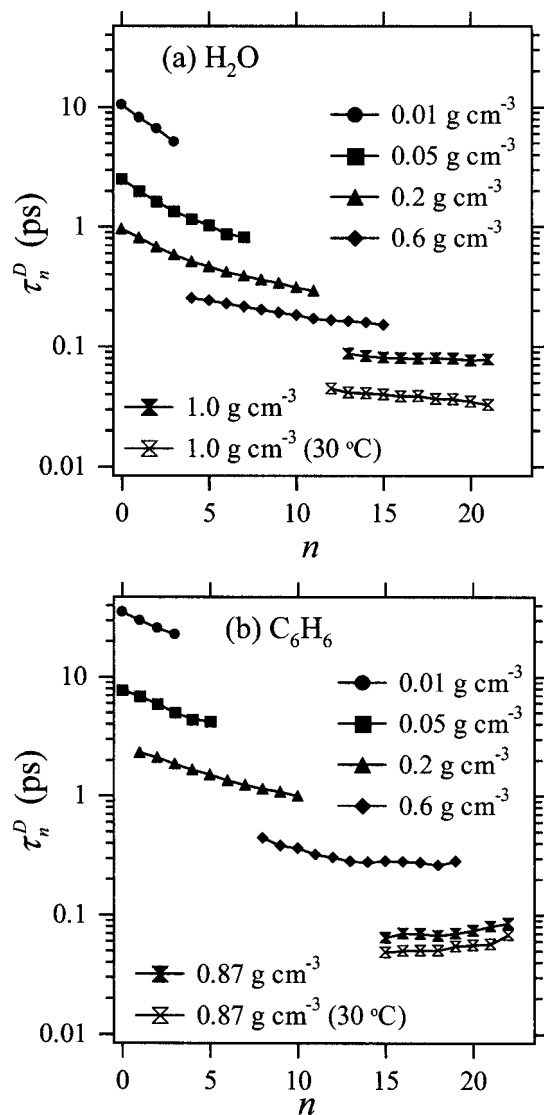 (a) H₂O
0.01 g cm⁻³
0.05 g cm⁻³
0.2 g cm⁻³
0.6 g cm⁻³
1.0 g cm⁻³
1.0 g cm⁻³ (30 °C)
10
1
0.1
0.01
τₙᴰ (ps)
0 5 10 15 20
n
(b) C₆H₆
0.01 g cm⁻³
0.05 g cm⁻³
0.2 g cm⁻³
0.6 g cm⁻³
0.87 g cm⁻³
0.87 g cm⁻³ (30 °C)
10
1
0.1
0.01
τₙᴰ (ps)
0 5 10 15 20
n